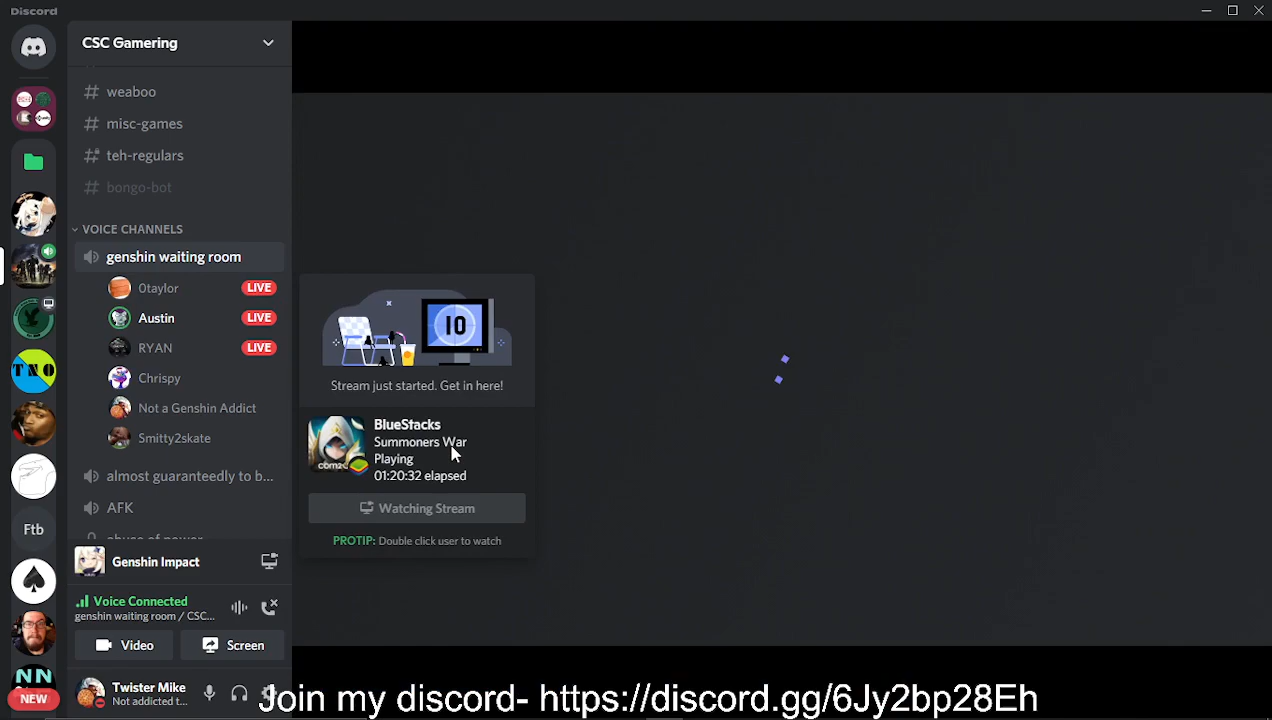 Discord
CSC Gamering
# weaboo
# misc-games
# teh-regulars
# bongo-bot
VOICE CHANNELS
genshin waiting room
0taylor LIVE
Austin LIVE
RYAN LIVE
Chrispy
Not a Genshin Addict
Smitty2skate
almost guaranteedly to b...
AFK
TNO
Ftb
NN
NEW
10
Stream just started. Get in here!
com2us
BlueStacks
Summoners War
Playing
01:20:32 elapsed
Watching Stream
PROTIP: Double click user to watch
Genshin Impact
Voice Connected
genshin waiting room / CSC...
Video
Screen
Twister Mike
Not addicted t...
Join my discord- https://discord.gg/6Jy2bp28Eh